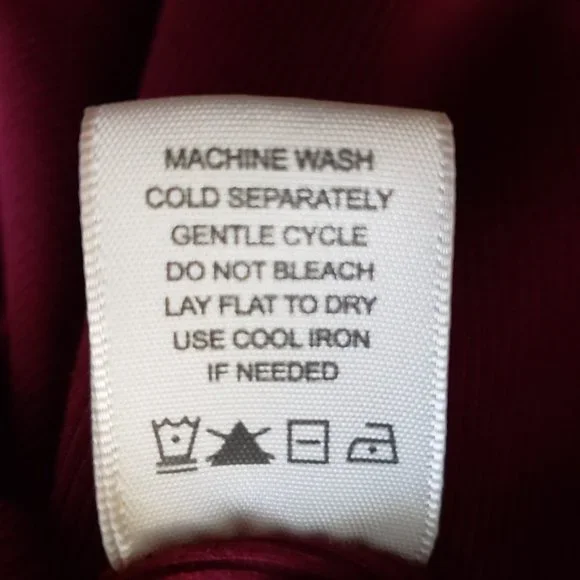 MACHINE WASH
COLD SEPARATELY
GENTLE CYCLE
DO NOT BLEACH
LAY FLAT TO DRY
USE COOL IRON
IF NEEDED